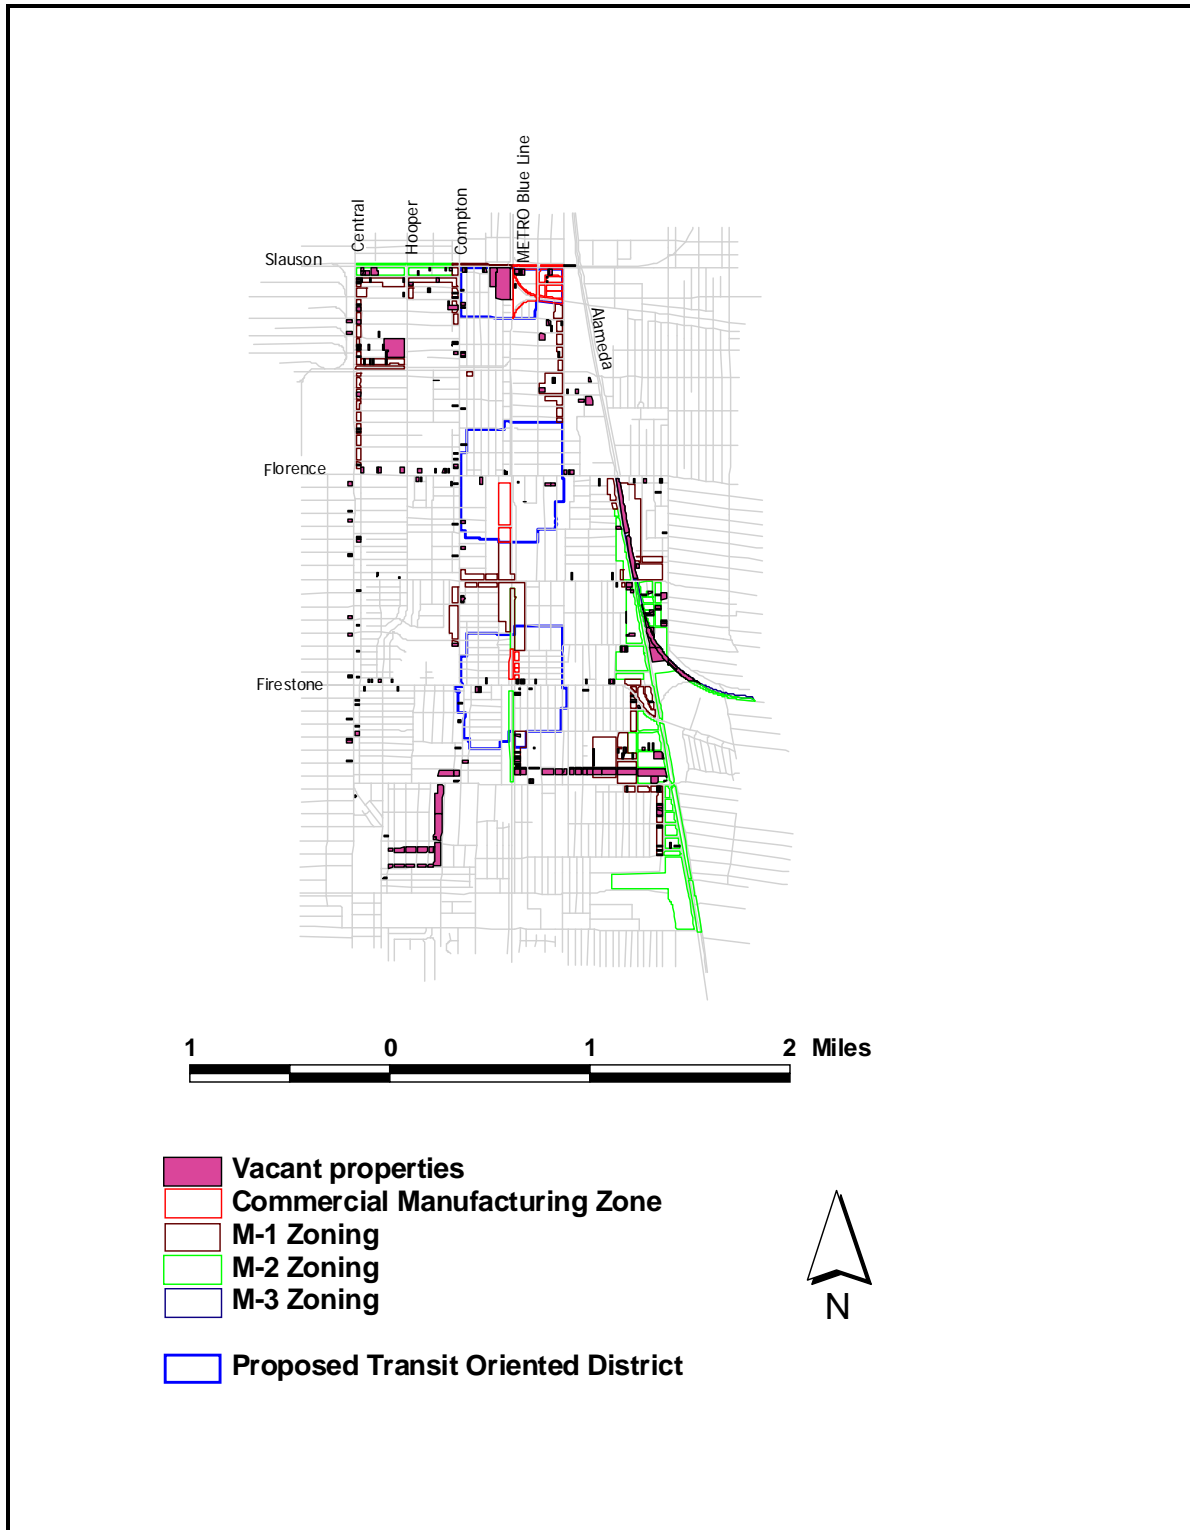 Central
Hooper
Compton
METRO Blue Line
Slauson
Alameda
Florence
Firestone
1 0 1 2 Miles
Vacant properties
Commercial Manufacturing Zone
M-1 Zoning
M-2 Zoning
M-3 Zoning
N
Proposed Transit Oriented District